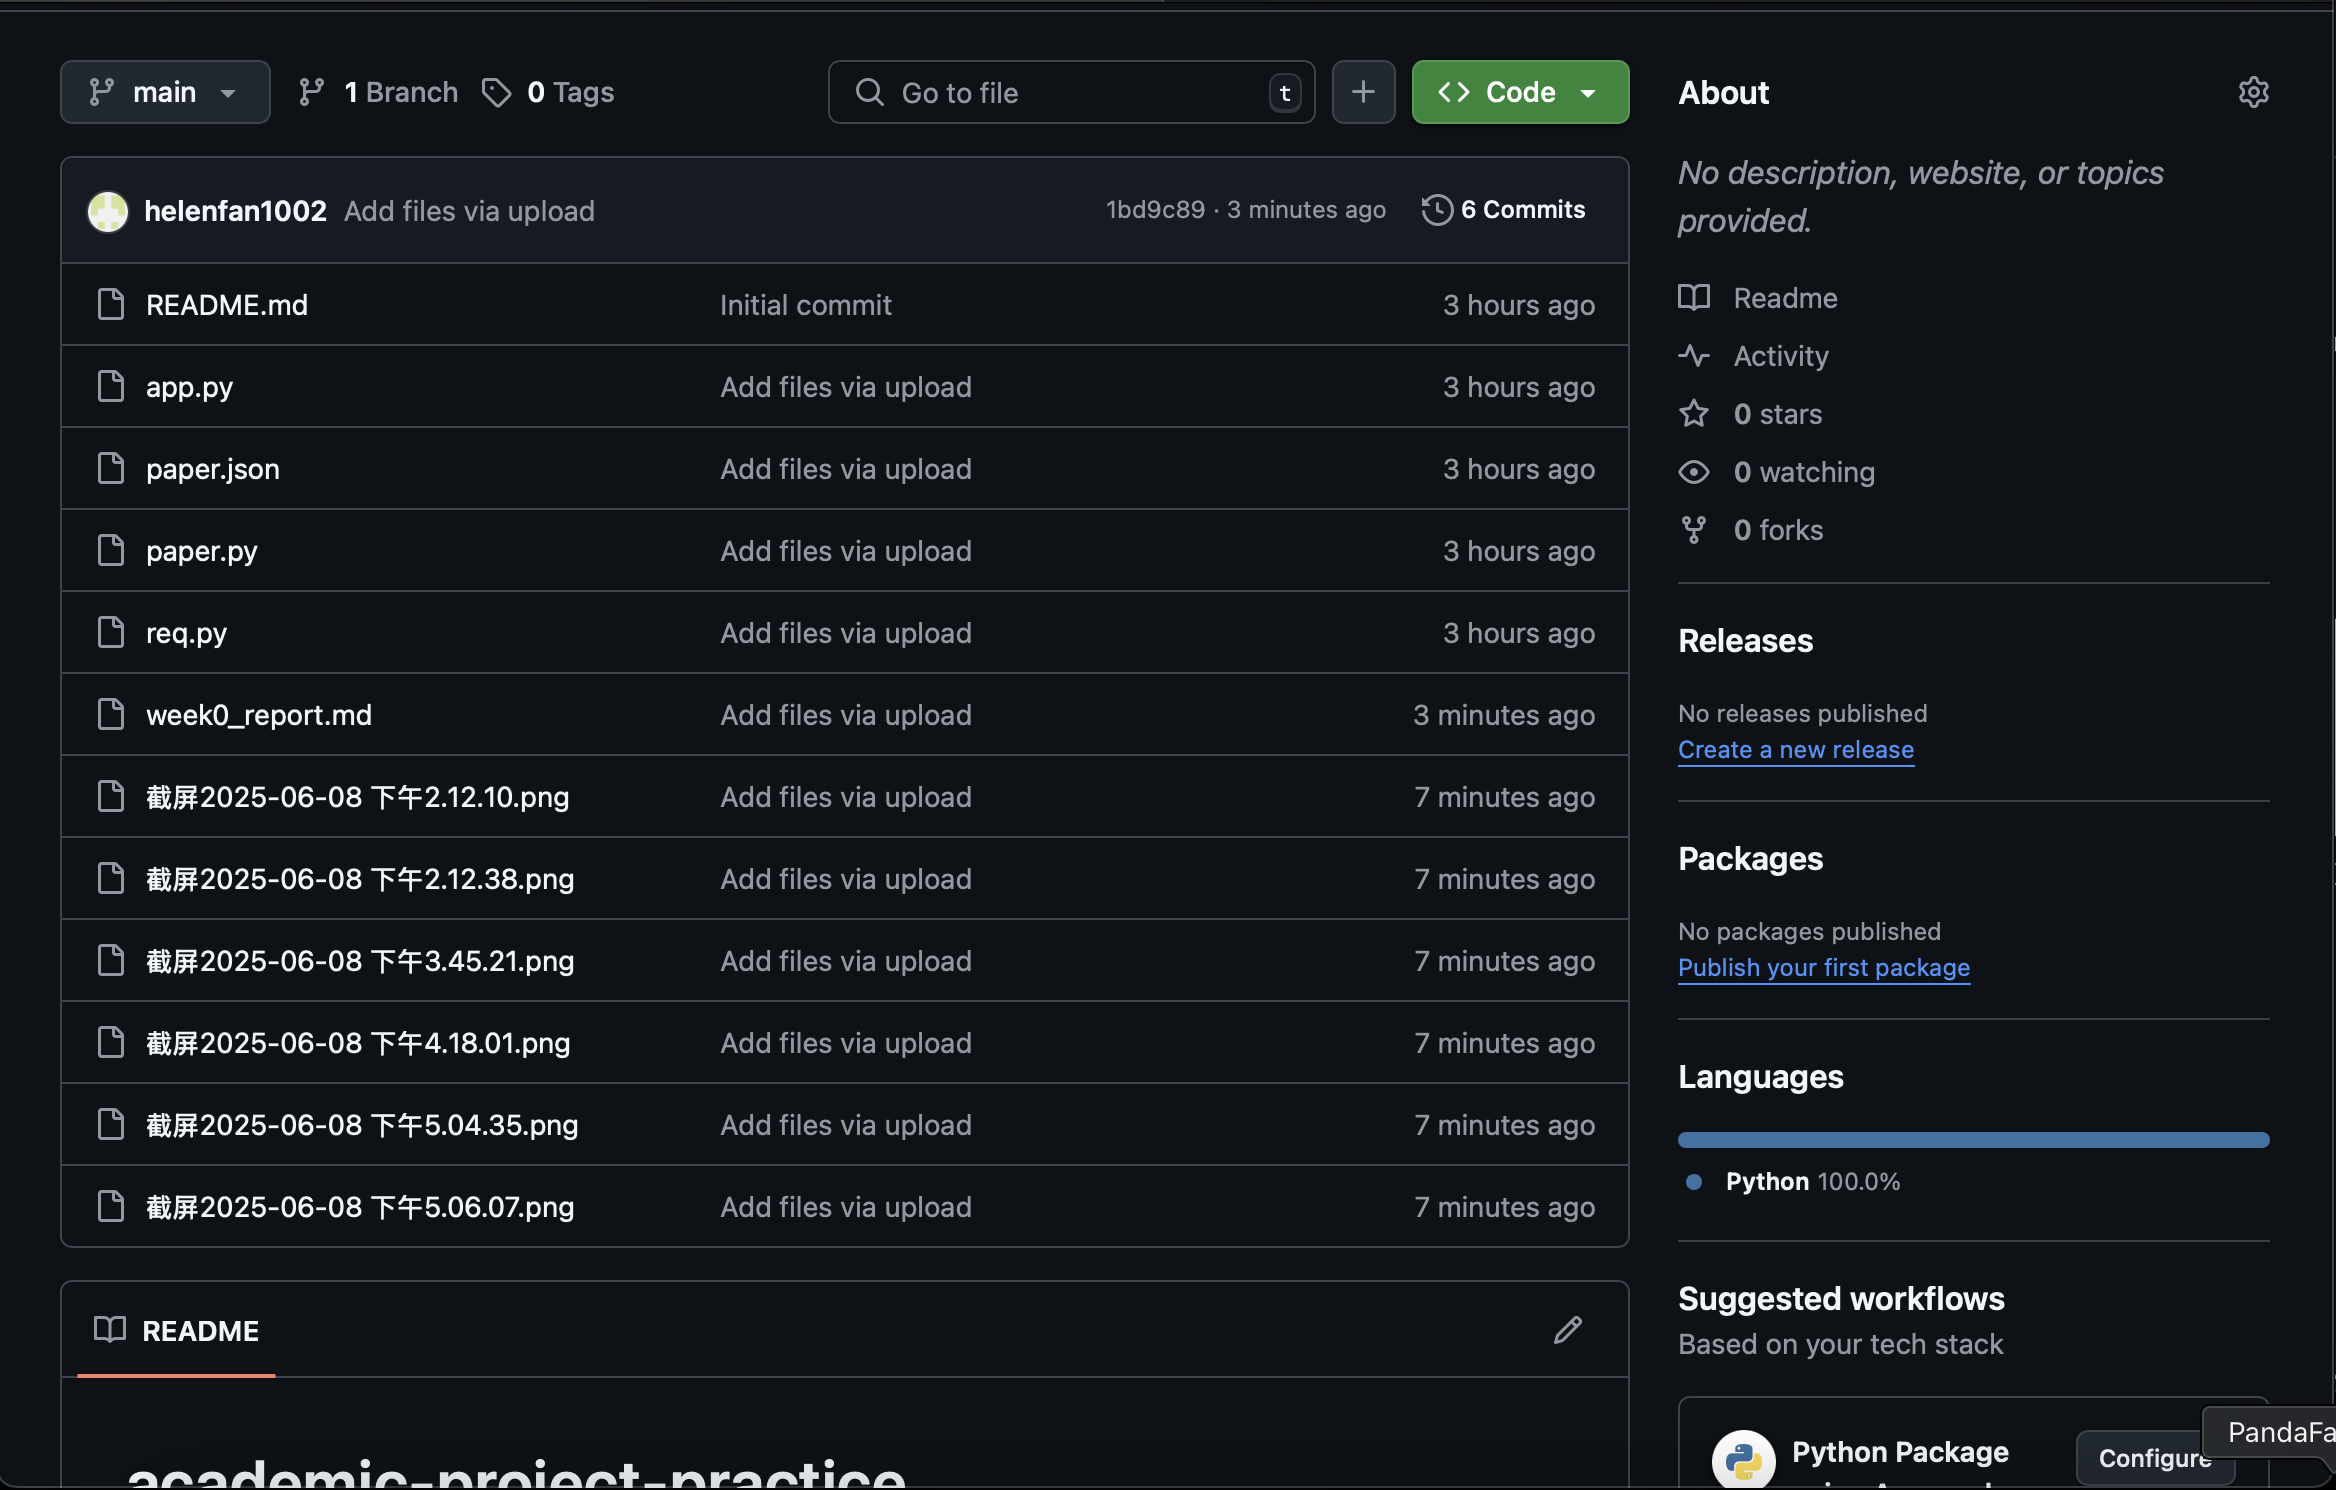 main
1 Branch
0 Tags
Go to file
t
Code
helenfan1002 Add files via upload
1bd9c89 · 3 minutes ago
6 Commits
README.md Initial commit 3 hours ago
app.py Add files via upload 3 hours ago
paper.json Add files via upload 3 hours ago
paper.py Add files via upload 3 hours ago
req.py Add files via upload 3 hours ago
week0_report.md Add files via upload 3 minutes ago
截屏2025-06-08 下午2.12.10.png Add files via upload 7 minutes ago
截屏2025-06-08 下午2.12.38.png Add files via upload 7 minutes ago
截屏2025-06-08 下午3.45.21.png Add files via upload 7 minutes ago
截屏2025-06-08 下午4.18.01.png Add files via upload 7 minutes ago
截屏2025-06-08 下午5.04.35.png Add files via upload 7 minutes ago
截屏2025-06-08 下午5.06.07.png Add files via upload 7 minutes ago
README
academic-project-practice
About
No description, website, or topics
provided.
Readme
Activity
0 stars
0 watching
0 forks
Releases
No releases published
Create a new release
Packages
No packages published
Publish your first package
Languages
Python 100.0%
Suggested workflows
Based on your tech stack
Python Package
Configure
PandaFa